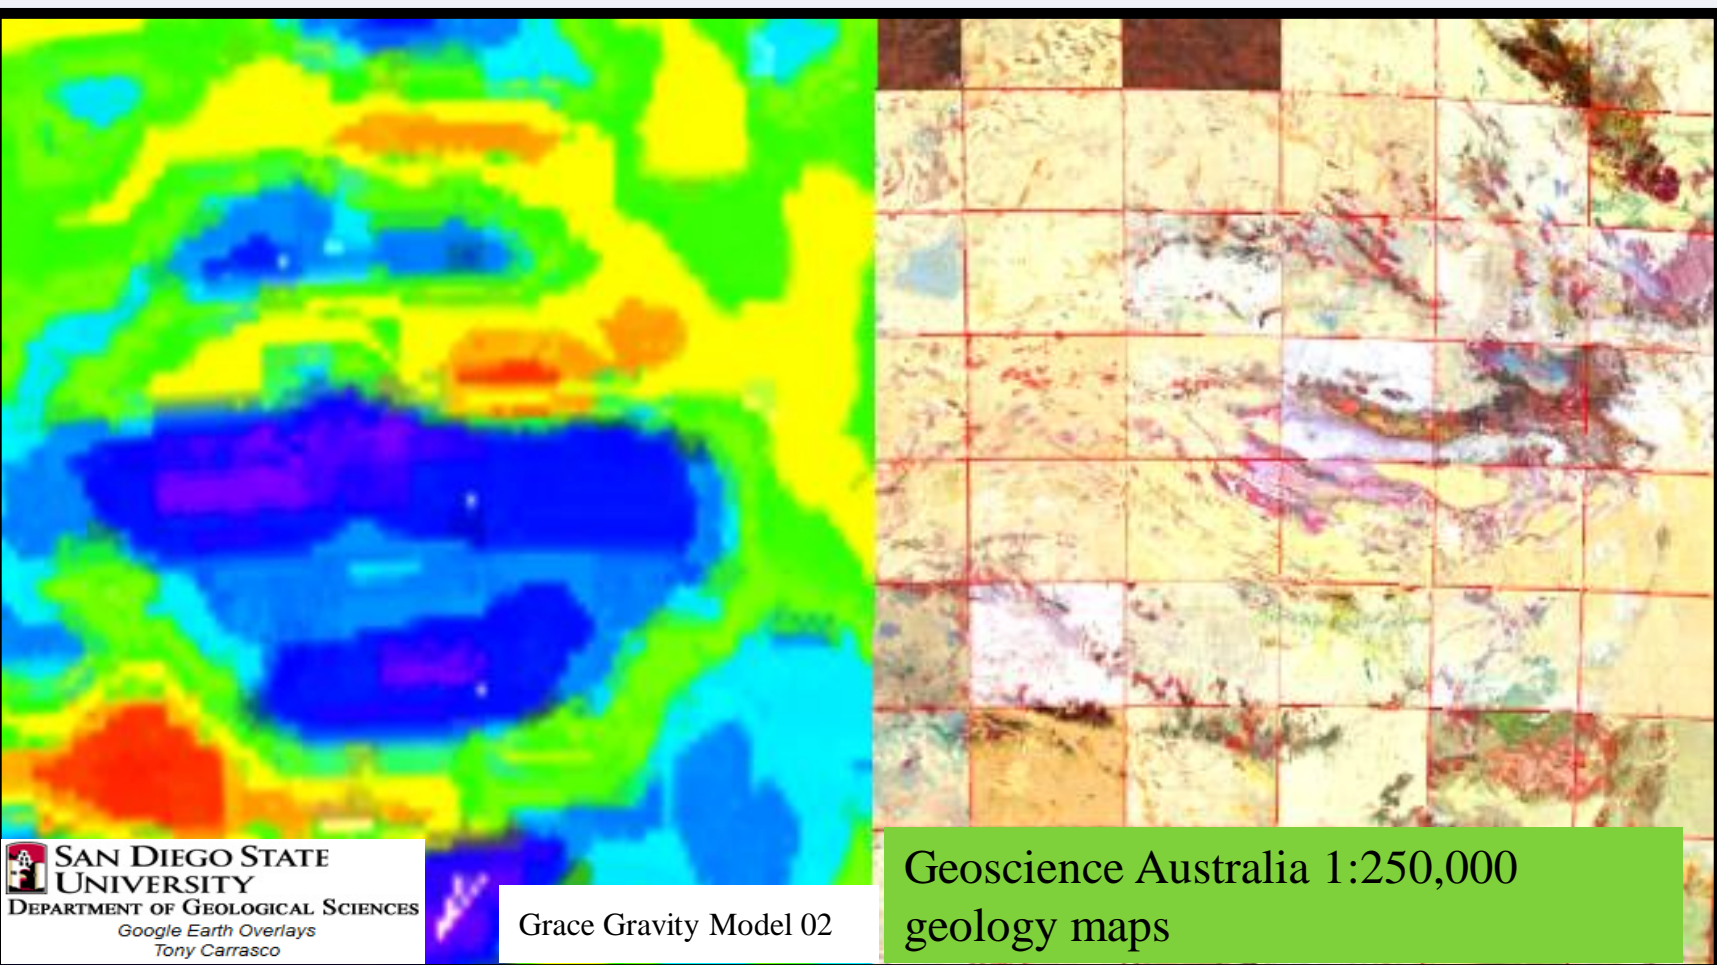 SAN DIEGO STATE
UNIVERSITY
DEPARTMENT OF GEOLOGICAL SCIENCES
Google Earth Overlays
Tony Carrasco
Grace Gravity Model 02
Geoscience Australia 1:250,000
geology maps